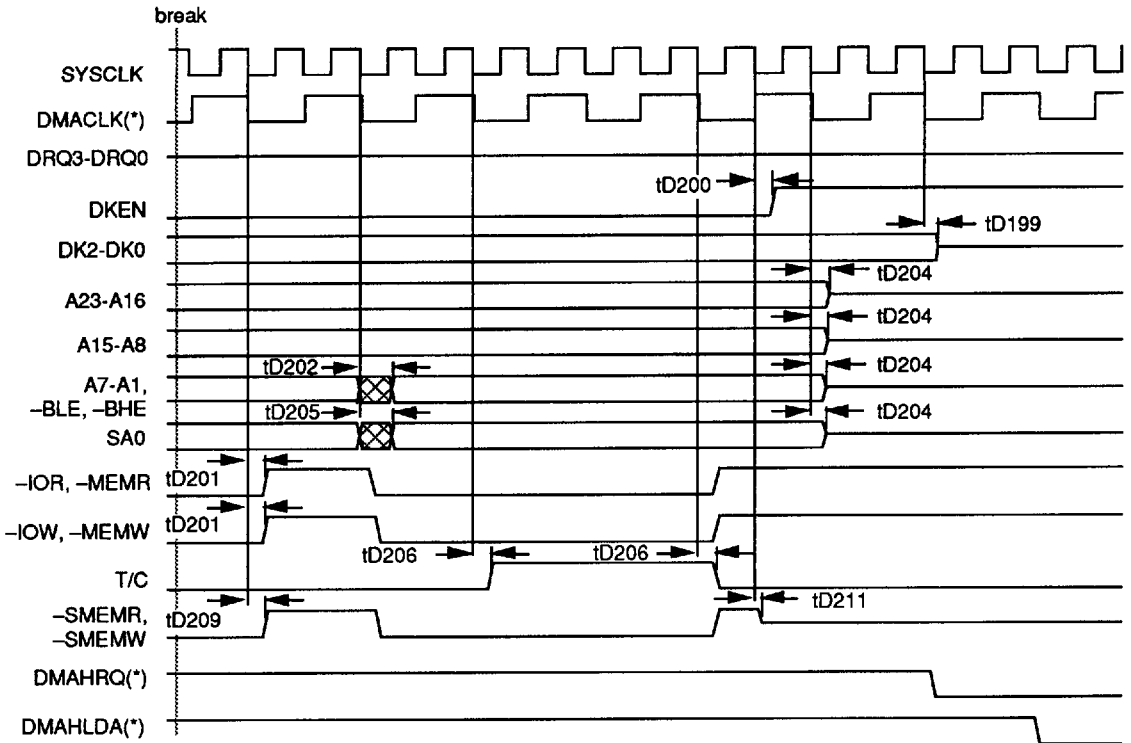 break
SYSCLK
DMACLK(*)
DRQ3-DRQ0
tD200
DKEN
tD199
DK2-DK0
tD204
A23-A16
tD204
A15-A8
tD202
tD204
A7-A1,
–BLE, –BHE
tD205
tD204
SA0
–IOR, –MEMR
tD201
–IOW, –MEMW
tD201
tD206
tD206
T/C
tD211
–SMEMR,
–SMEMW
tD209
DMAHRQ(*)
DMAHLDA(*)